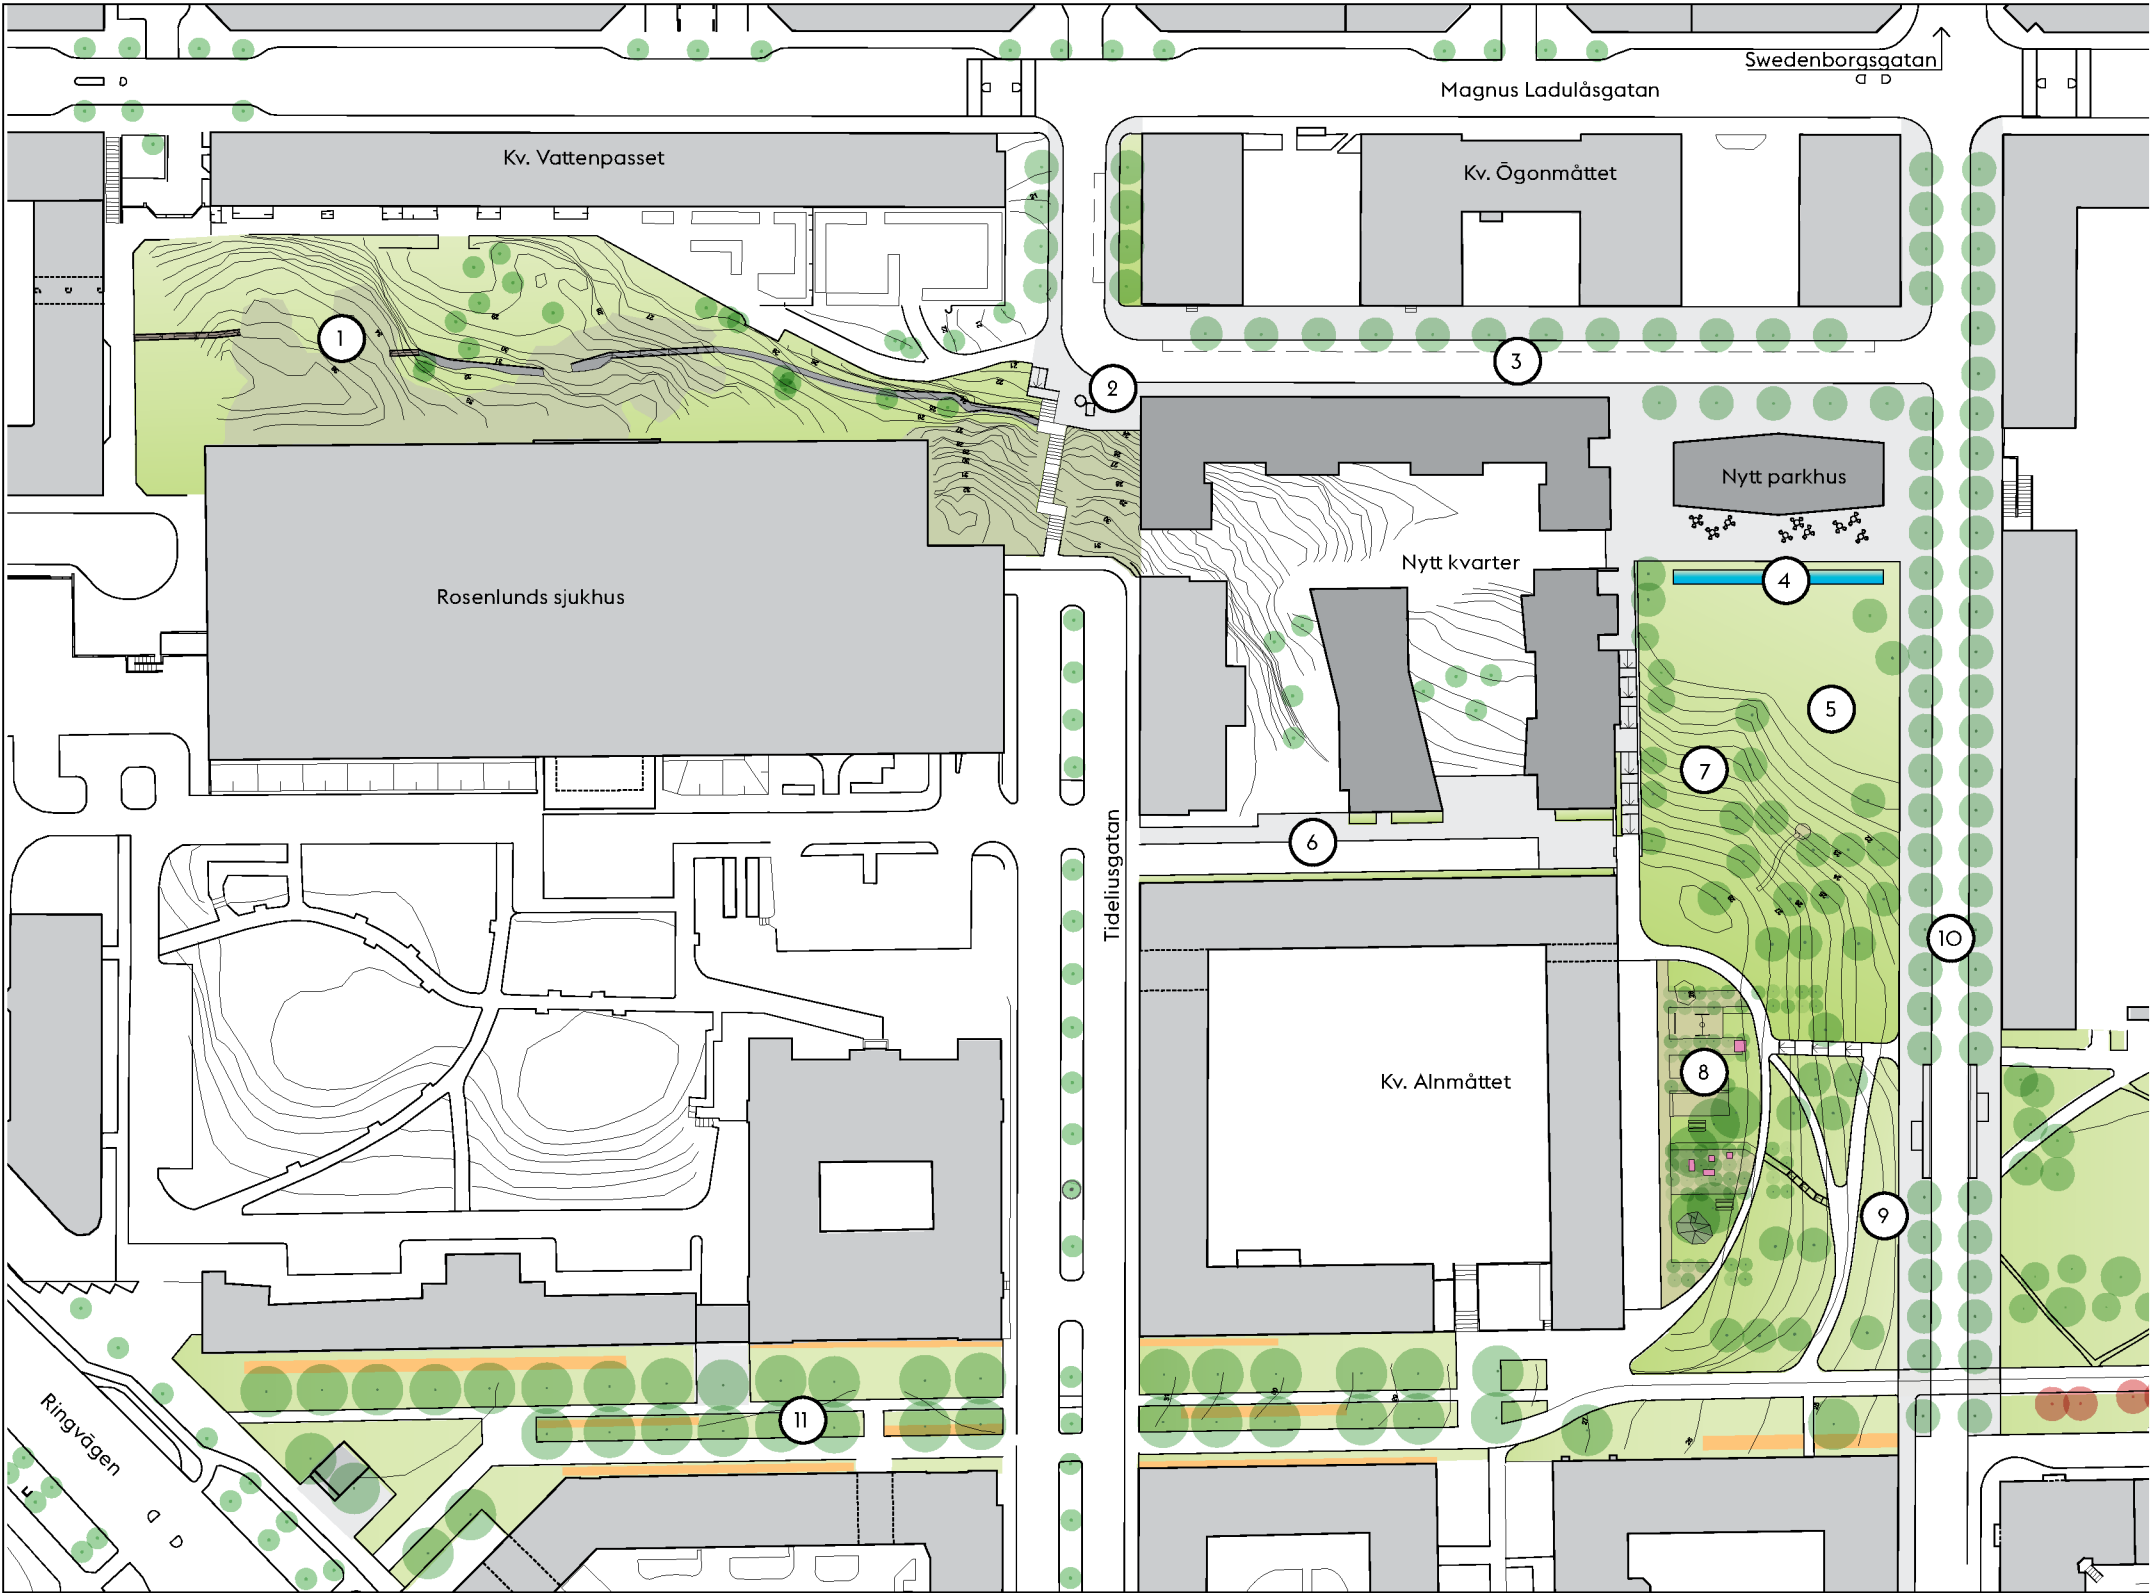 Swedenborgsgatan
Magnus Ladulåsgatan
Kv. Vattenpasset
Kv. Ögonmåttet
1
2
3
Nytt parkhus
Nytt kvarter
4
Rosenlunds sjukhus
5
7
6
Tideliusgatan
10
8
Kv. Alnmåttet
9
11
Ringvägen